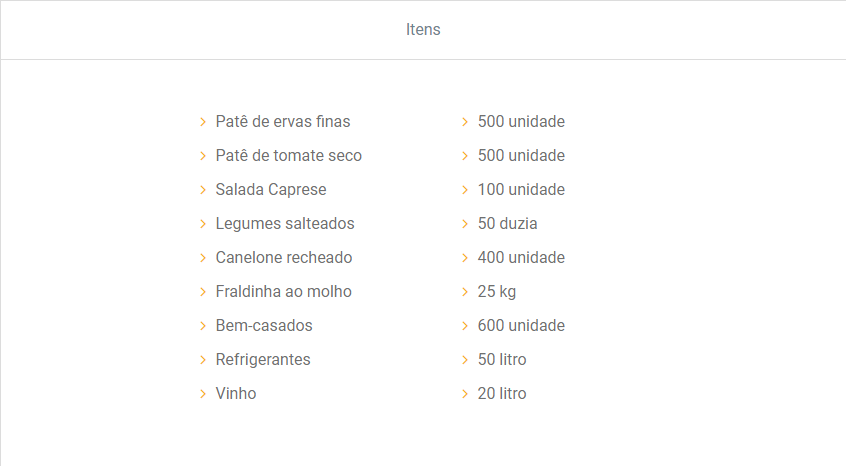 Itens
Patê de ervas finas 500 unidade
Patê de tomate seco 500 unidade
Salada Caprese 100 unidade
Legumes salteados 50 duzia
Canelone recheado 400 unidade
Fraldinha ao molho 25 kg
Bem-casados 600 unidade
Refrigerantes 50 litro
Vinho 20 litro